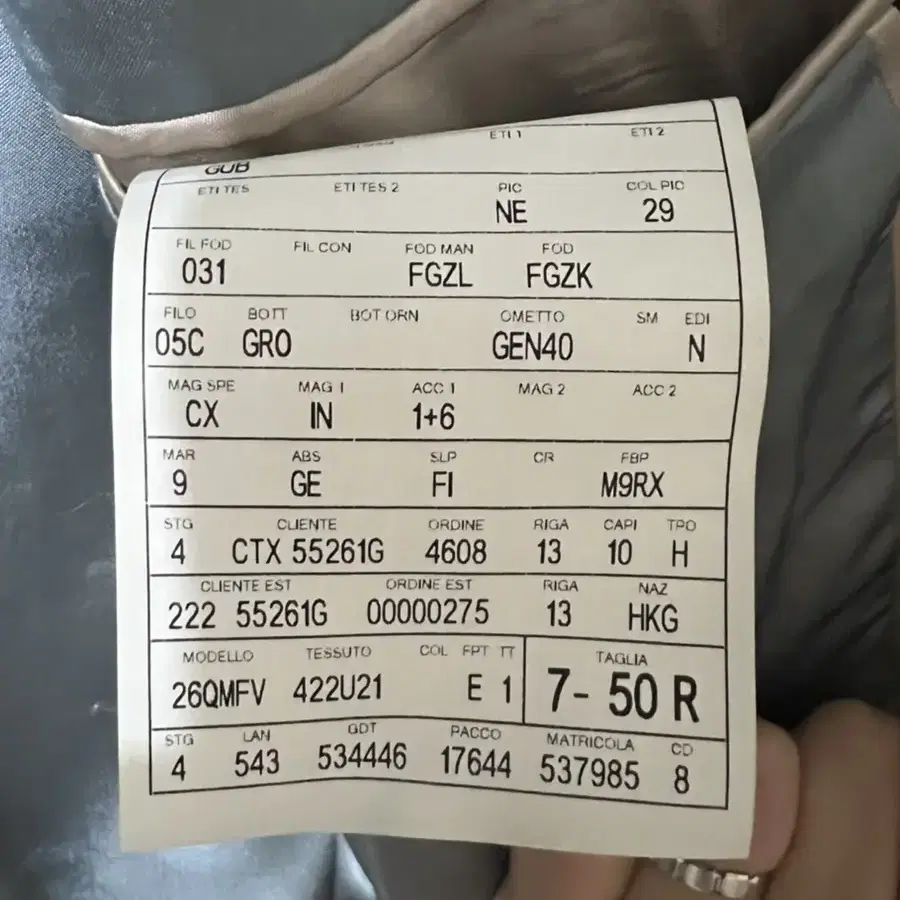 ETI 1 ETI 2
GUB
ETI TES ETI TES 2 PIC COL PIC
NE 29
FIL FOD FIL CON FOD MAN FOD
031 FGZL FGZK
FILO BOTT BOT ORN OMETTO SM EDI
05C GR0 GEN40 N
MAG SPE MAG 1 ACC 1 MAG 2 ACC 2
CX IN 1+6
MAR ABS SLP CR FBP
9 GE FI M9RX
STG CLIENTE ORDINE RIGA CAPI TPO
4 CTX 55261G 4608 13 10 H
CLIENTE EST ORDINE EST RIGA NAZ
222 55261G 00000275 13 HKG
MODELLO TESSUTO COL FPT TT TAGLIA
26QMFV 422U21 E 1 7- 50 R
STG LAN GDT PACCO MATRICOLA CD
4 543 534446 17644 537985 8